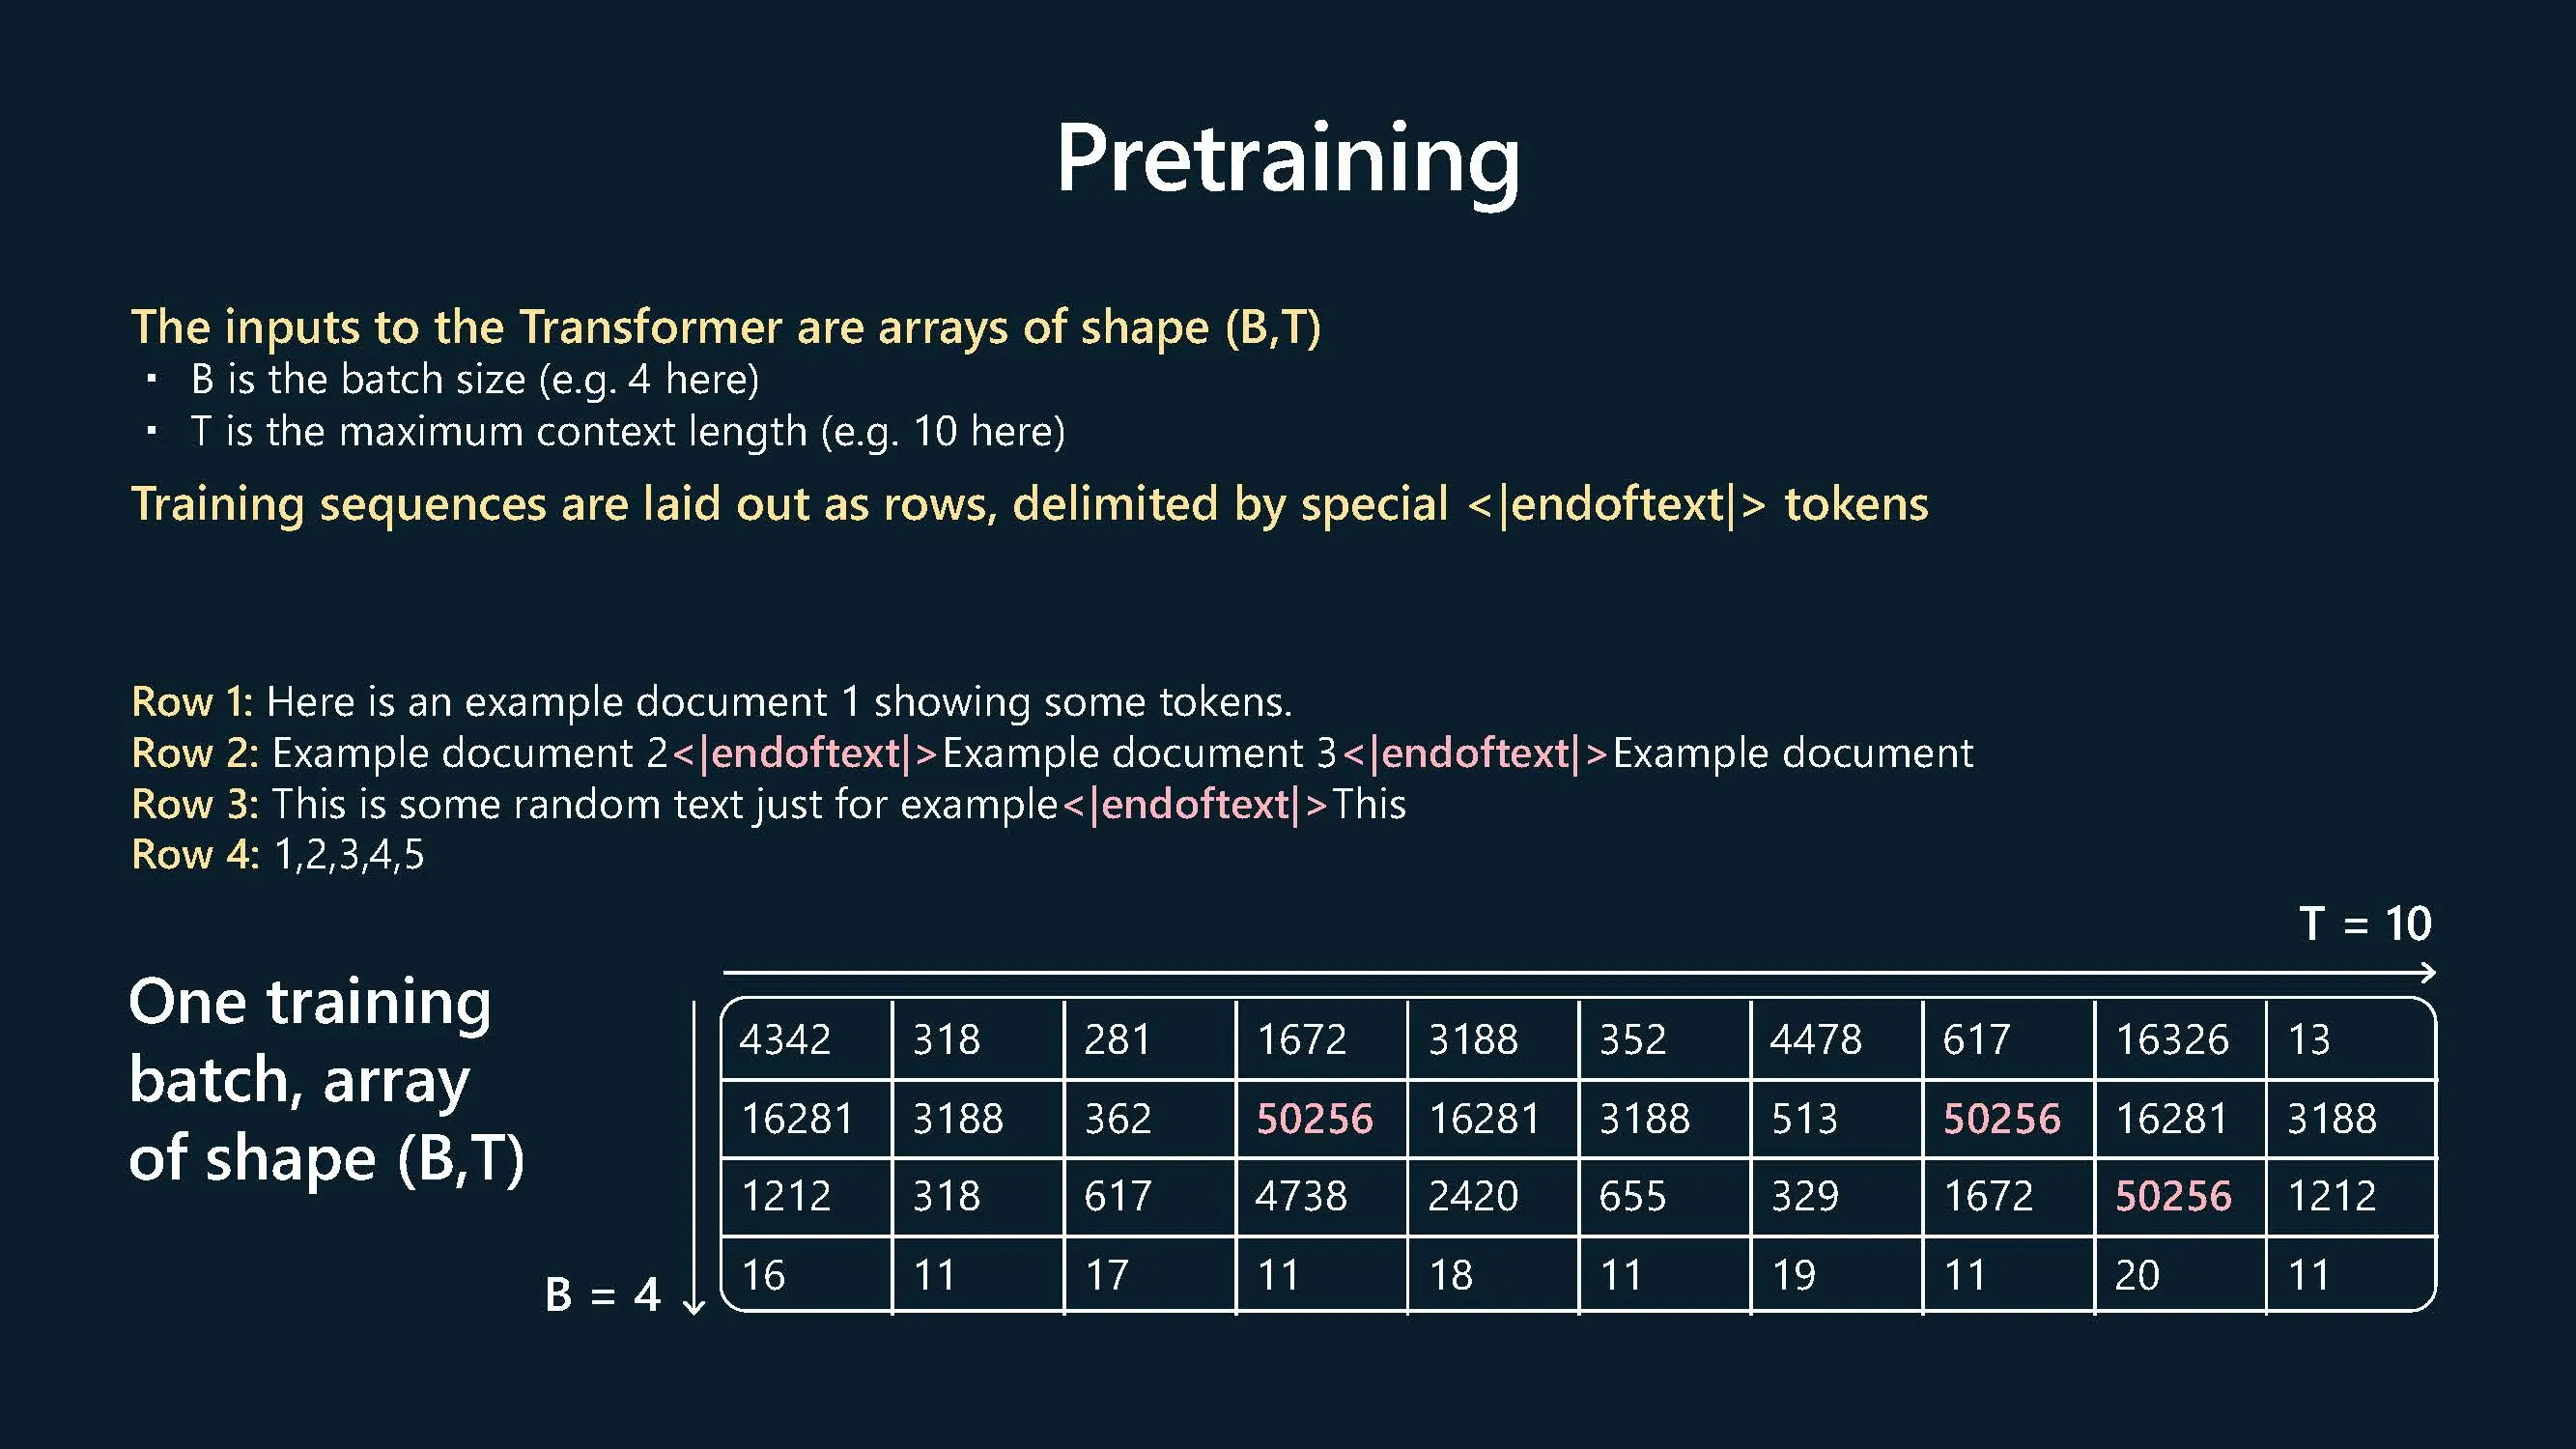 Pretraining
The inputs to the Transformer are arrays of shape (B,T)
▪ B is the batch size (e.g. 4 here)
▪ T is the maximum context length (e.g. 10 here)
Training sequences are laid out as rows, delimited by special <|endoftext|> tokens
Row 1: Here is an example document 1 showing some tokens.
Row 2: Example document 2<|endoftext|>Example document 3<|endoftext|>Example document
Row 3: This is some random text just for example<|endoftext|>This
Row 4: 1,2,3,4,5
T = 10
One training
batch, array
of shape (B,T)
B = 4
4342 318 281 1672 3188 352 4478 617 16326 13
16281 3188 362 50256 16281 3188 513 50256 16281 3188
1212 318 617 4738 2420 655 329 1672 50256 1212
16 11 17 11 18 11 19 11 20 11